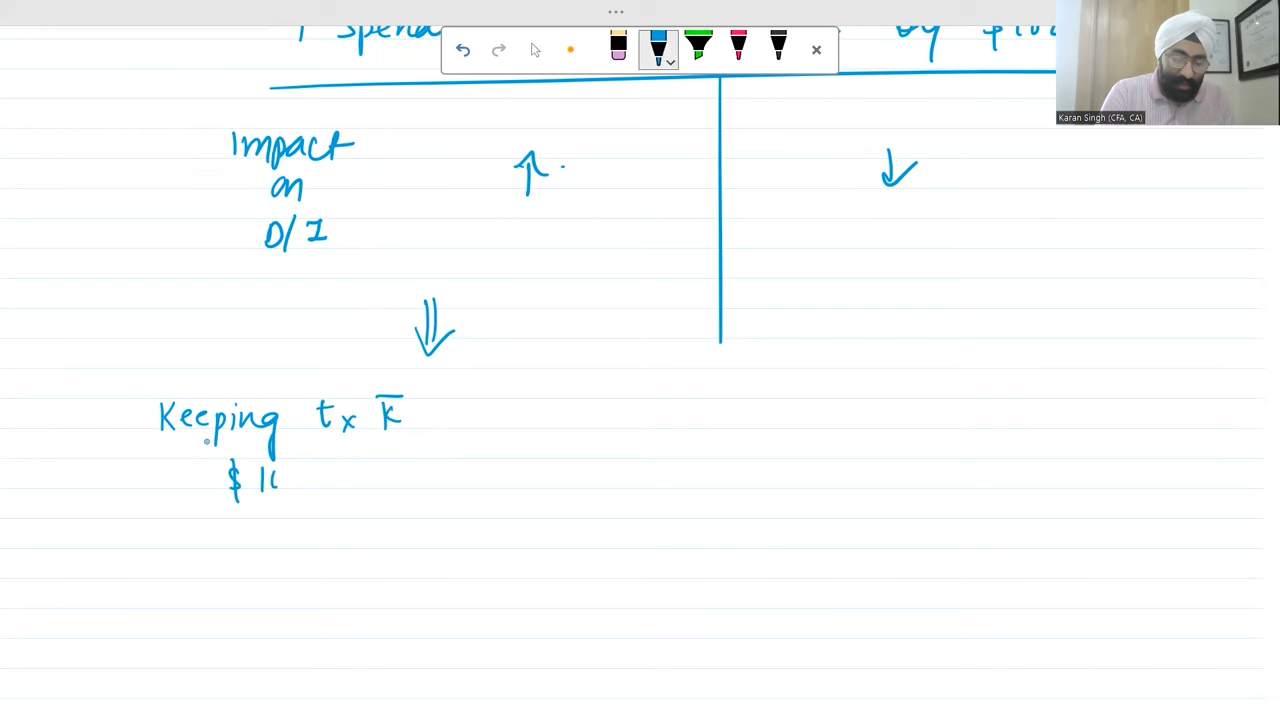 ↑ spend by $10
Impact
on
D/I
↑
↓
Keeping tx k̅
$ 10
Karan Singh (CFA, CA)